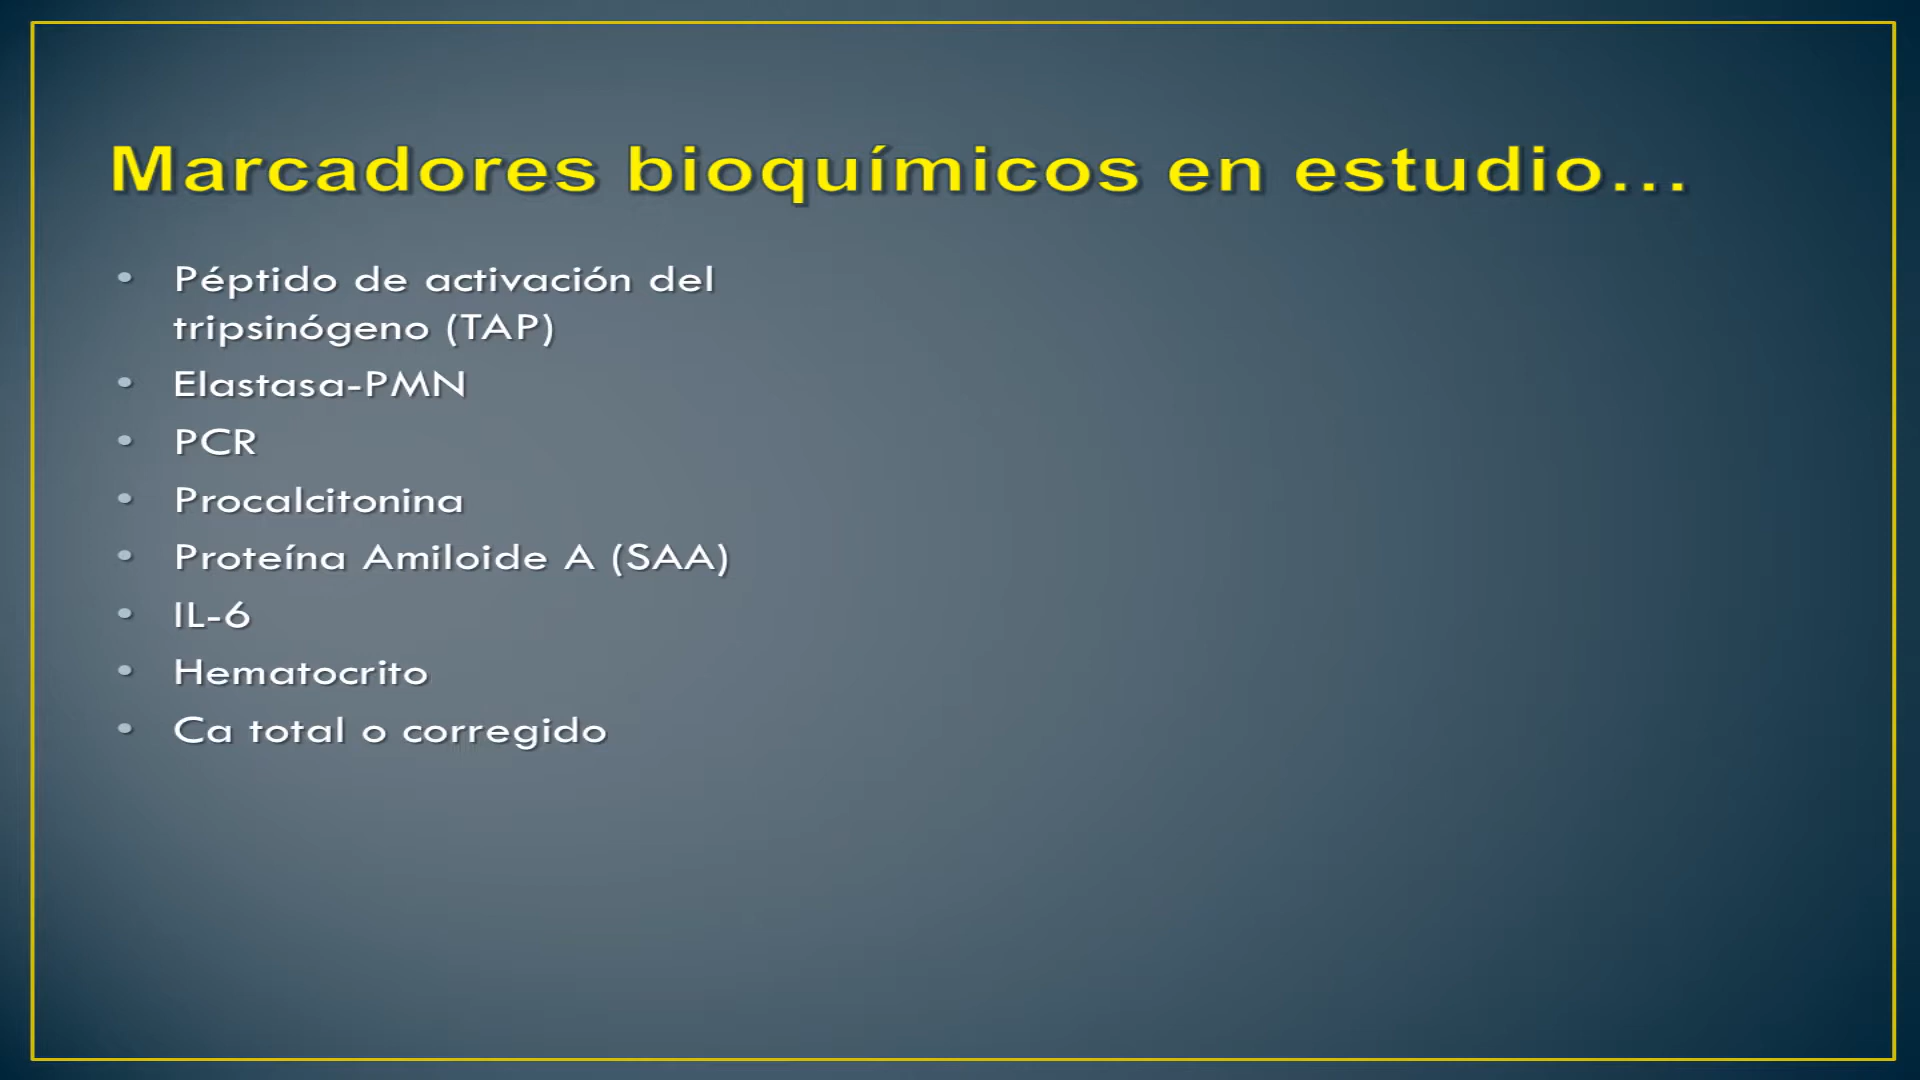 Marcadores bioquímicos en estudio...
• Péptido de activación del
tripsinógeno (TAP)
• Elastasa-PMN
• PCR
• Procalcitonina
• Proteína Amiloide A (SAA)
• IL-6
• Hematocrito
• Ca total o corregido